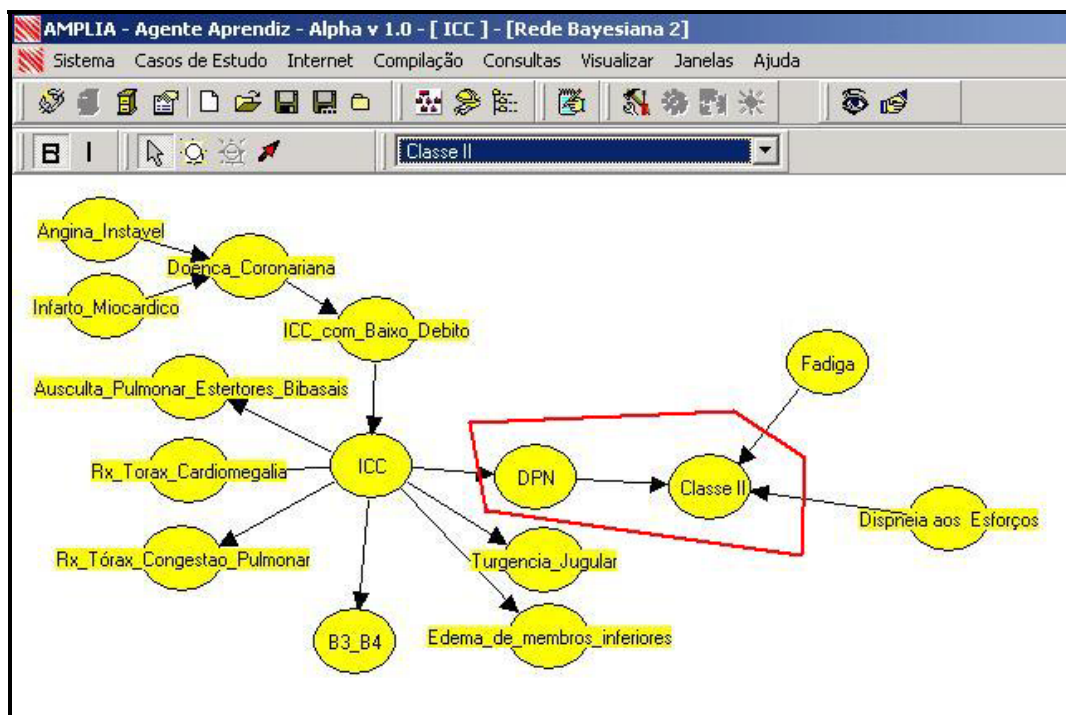 AMPLIA - Agente Aprendiz - Alpha v 1.0 - [ ICC ] - [Rede Bayesiana 2]
Sistema Casos de Estudo Internet Compilação Consultas Visualizar Janelas Ajuda
B I Classe II
Angina_Instavel
Doenca_Coronariana
Infarto_Miocardico
ICC_com_Baixo_Debito
Fadiga
Ausculta_Pulmonar_Estertores_Bibasais
Rx_Torax_Cardiomegalia
ICC
DPN
Classe II
Dispneia aos Esforços
Rx_Tórax_Congestao_Pulmonar
Turgencia_Jugular
B3_B4
Edema_de_membros_inferiores